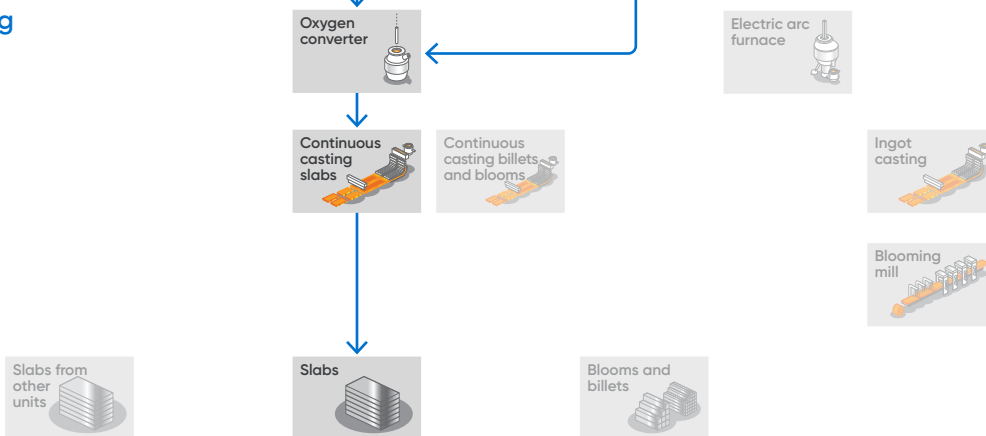 Oxygen
converter
Electric arc
furnace
Continuous
casting
slabs
Continuous
casting billets
and blooms
Ingot
casting
Blooming
mill
Slabs from
other
units
Slabs
Blooms and
billets